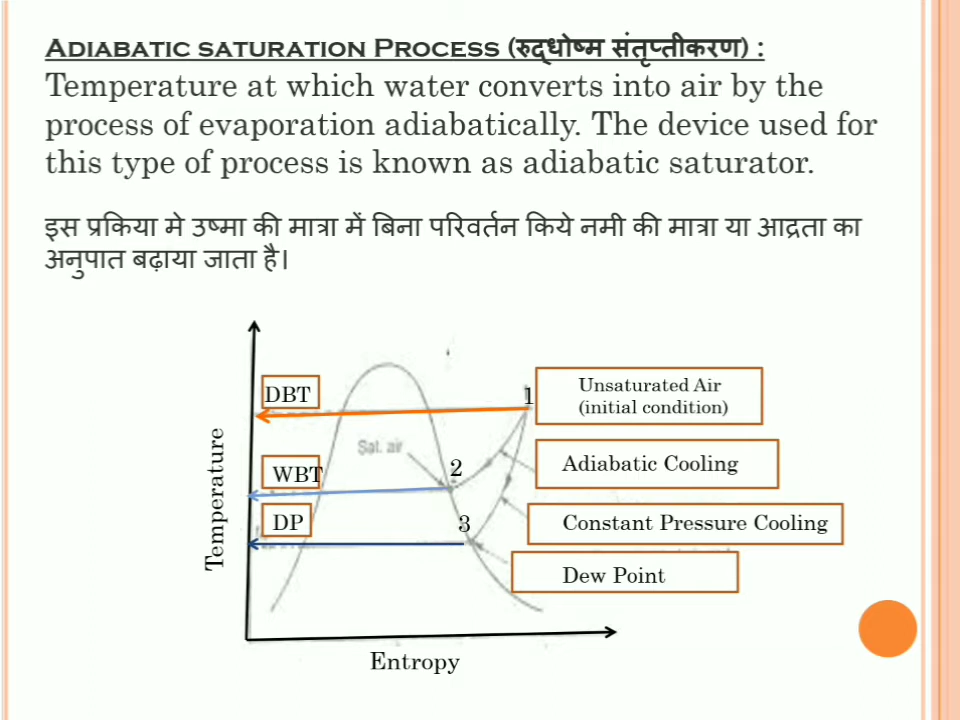 ADIABATIC SATURATION PROCESS (रुद्धोष्म संतृप्तीकरण) :
Temperature at which water converts into air by the
process of evaporation adiabatically. The device used for
this type of process is known as adiabatic saturator.
इस प्रकिया मे उष्मा की मात्रा में बिना परिवर्तन किये नमी की मात्रा या आद्रता का
अनुपात बढ़ाया जाता है।
DBT
1
Unsaturated Air
(initial condition)
Sat. air
2
WBT
Adiabatic Cooling
DP
3
Constant Pressure Cooling
Dew Point
Temperature
Entropy